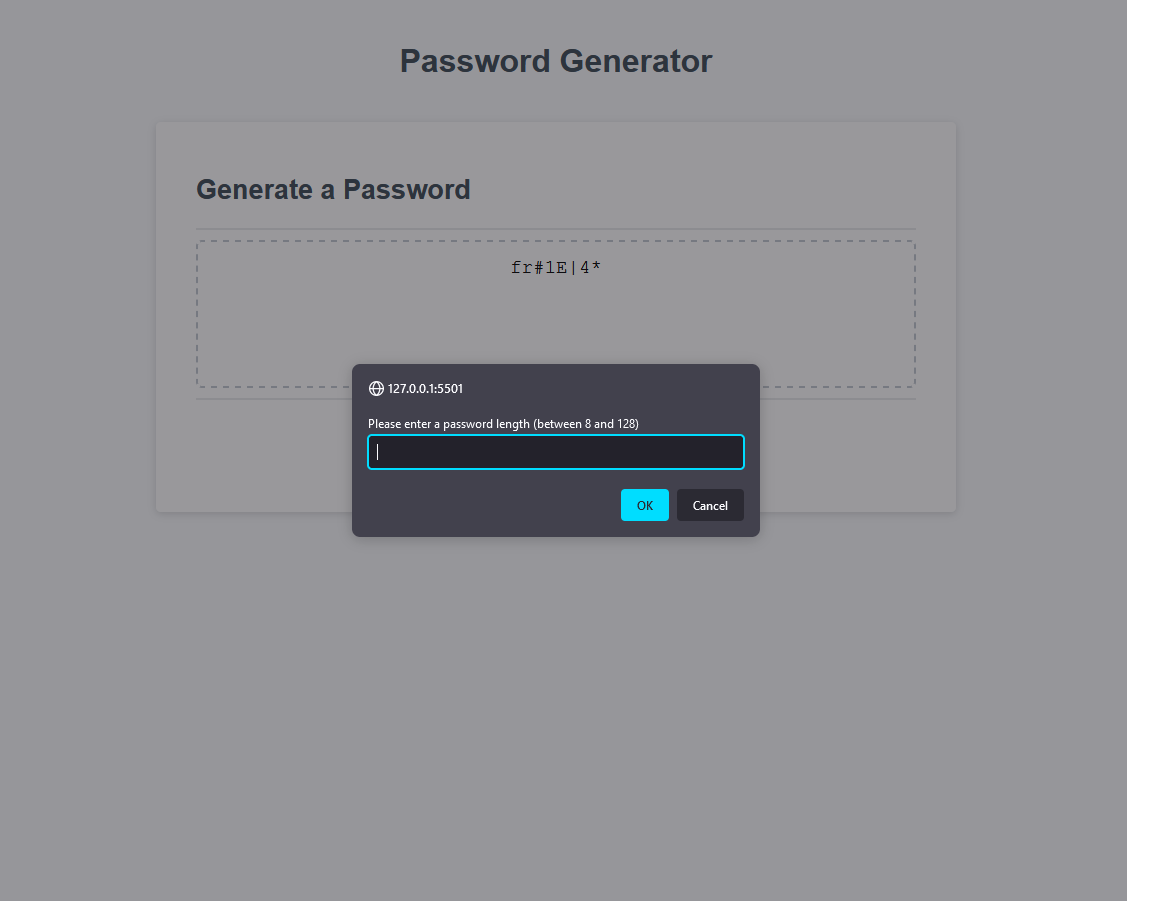 Password Generator
Generate a Password
fr#1E|4*
127.0.0.1:5501
Please enter a password length (between 8 and 128)
OK
Cancel